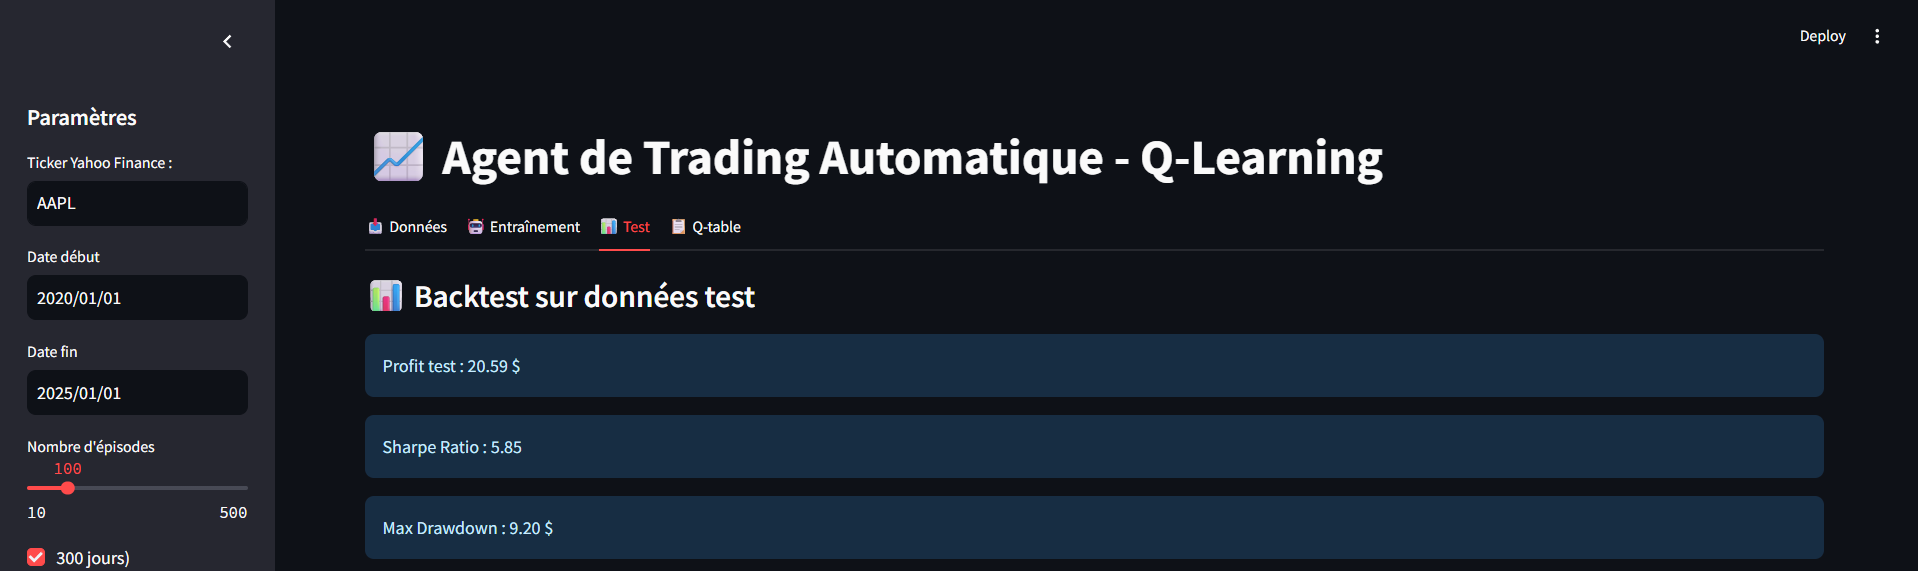 Deploy
Paramètres
Ticker Yahoo Finance :
AAPL
Date début
2020/01/01
Date fin
2025/01/01
Nombre d'épisodes
100
10 500
300 jours)
Agent de Trading Automatique - Q-Learning
Données Entraînement Test Q-table
Backtest sur données test
Profit test : 20.59 $
Sharpe Ratio : 5.85
Max Drawdown : 9.20 $